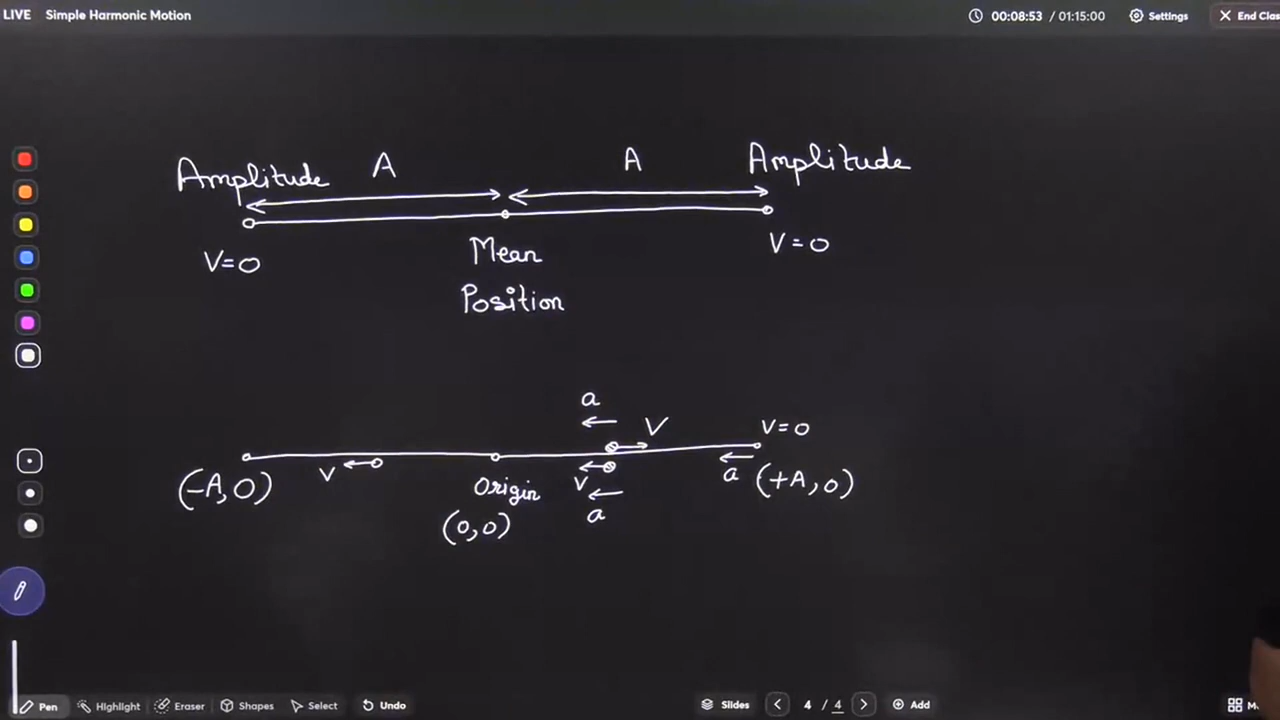 LIVE Simple Harmonic Motion 00:08:53 / 01:15:00 Settings End Clas
Amplitude A A Amplitude
V=0 Mean Position V=0
a
V V=0
V V a
(-A,0) Origin (+A,0)
a
(0,0)
Pen Highlight Eraser Shapes Select Undo Slides 4 / 4 Add